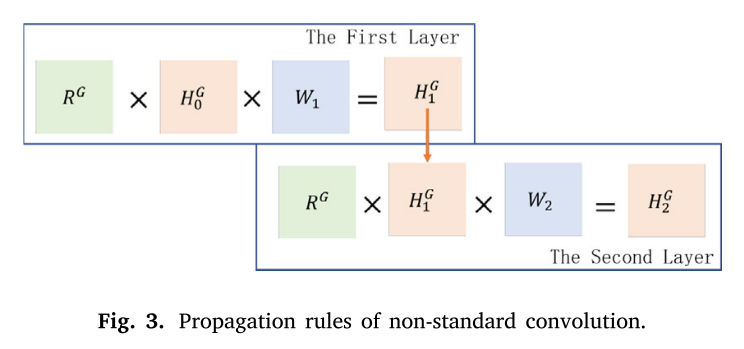 The First Layer
R^G × H_0^G × W_1 = H_1^G
R^G × H_1^G × W_2 = H_2^G
The Second Layer
Fig. 3. Propagation rules of non-standard convolution.